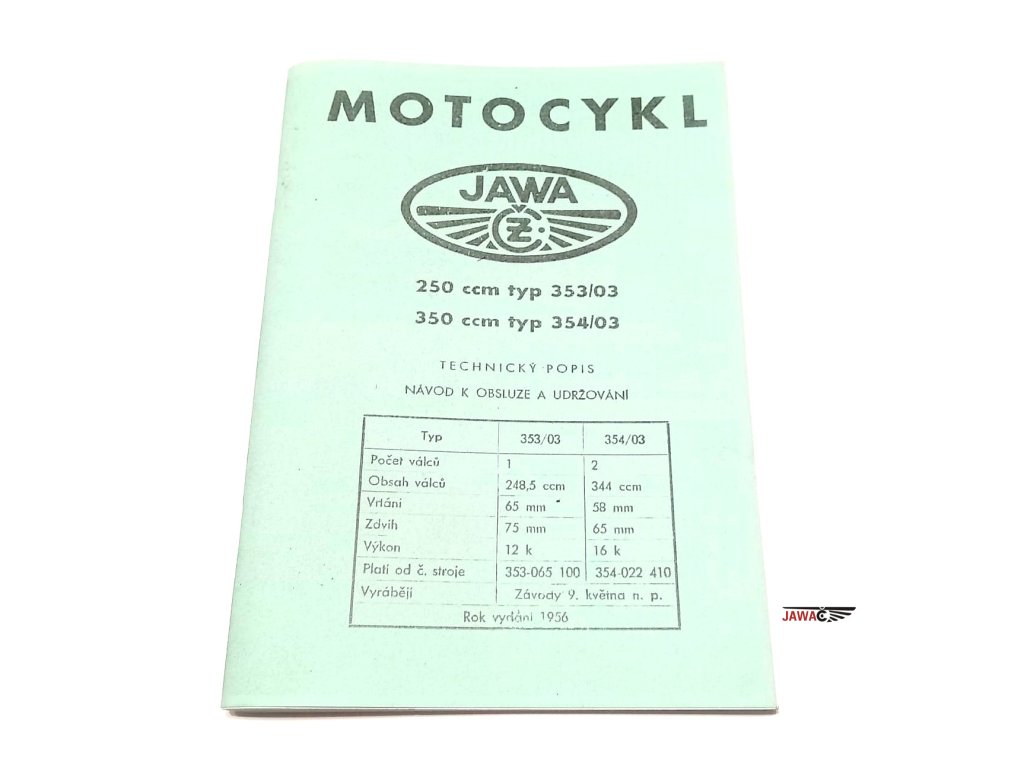 MOTOCYKL
JAWA
ČZ
250 ccm typ 353/03
350 ccm typ 354/03
TECHNICKÝ POPIS
NÁVOD K OBSLUZE A UDRŽOVÁNÍ
Typ 353/03 354/03
Počet válců 1 2
Obsah válců 248,5 ccm 344 ccm
Vrtání 65 mm 58 mm
Zdvih 75 mm 65 mm
Výkon 12 k 16 k
Platí od č. stroje 353-065 100 354-022 410
Vyrábějí Závody 9. května n. p.
Rok vydání 1956
JAWA ČZ